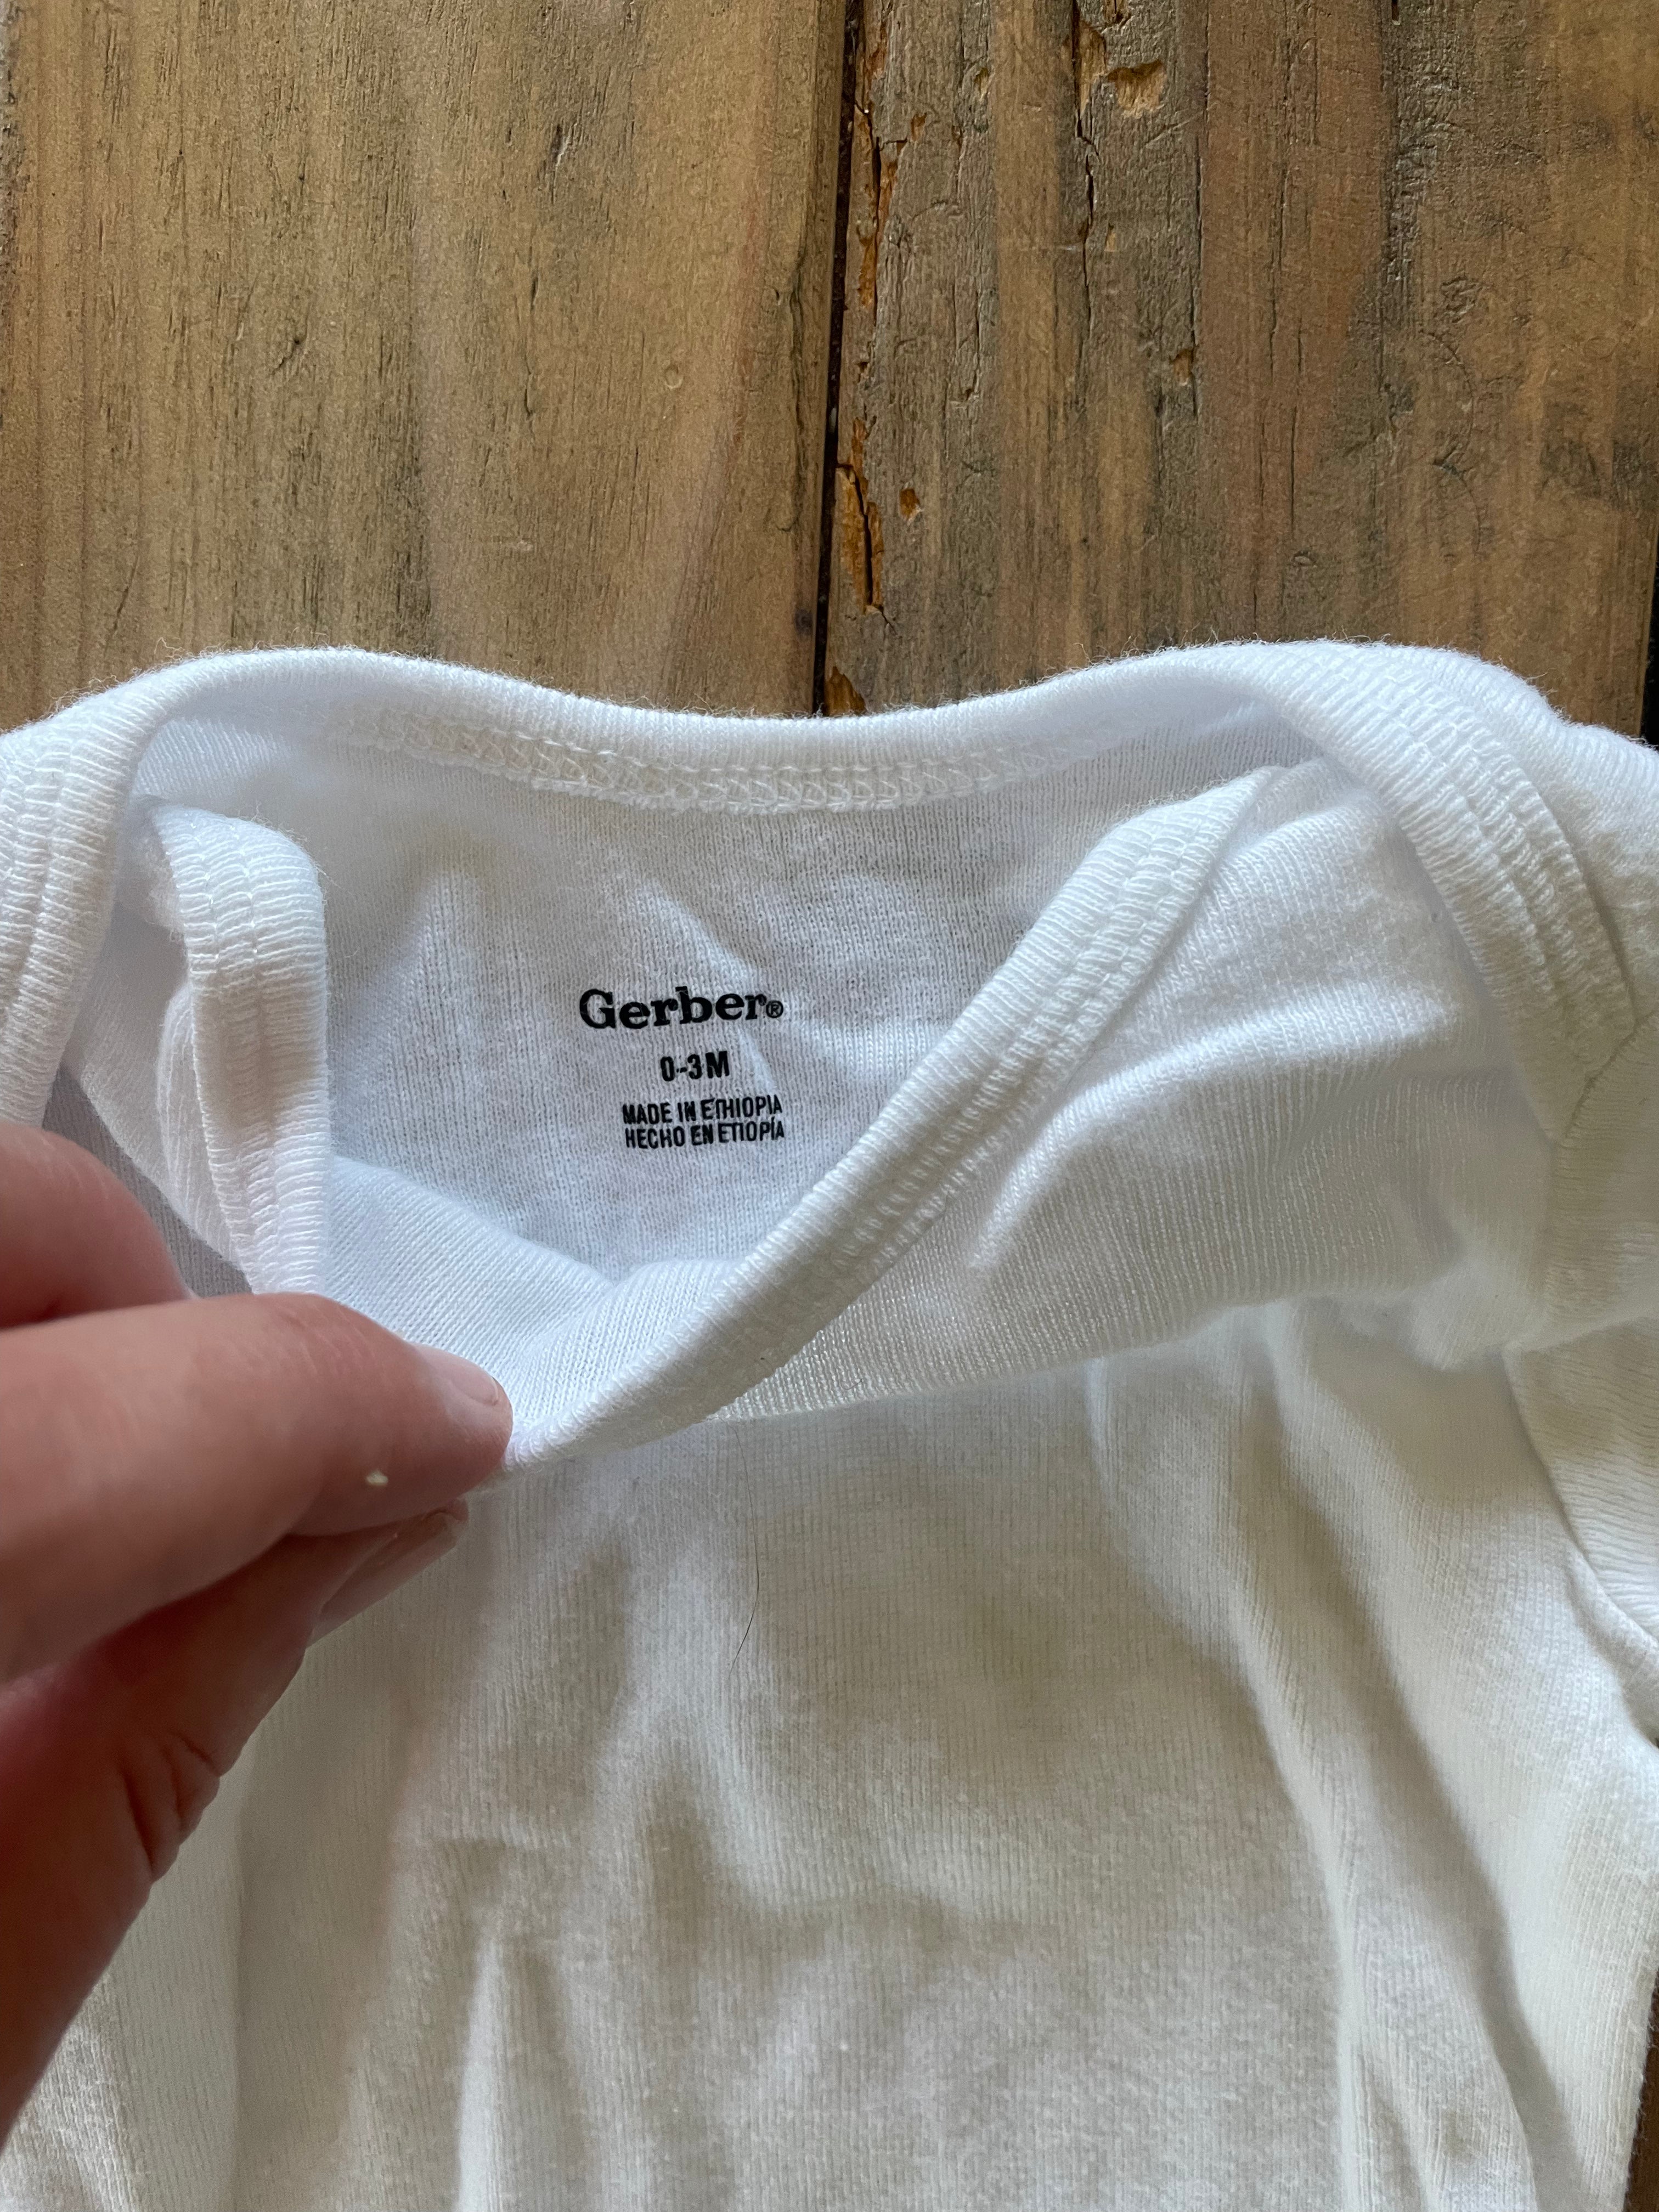 Gerber®
0-3M
MADE IN ETHIOPIA
HECHO EN ETIOPÍA